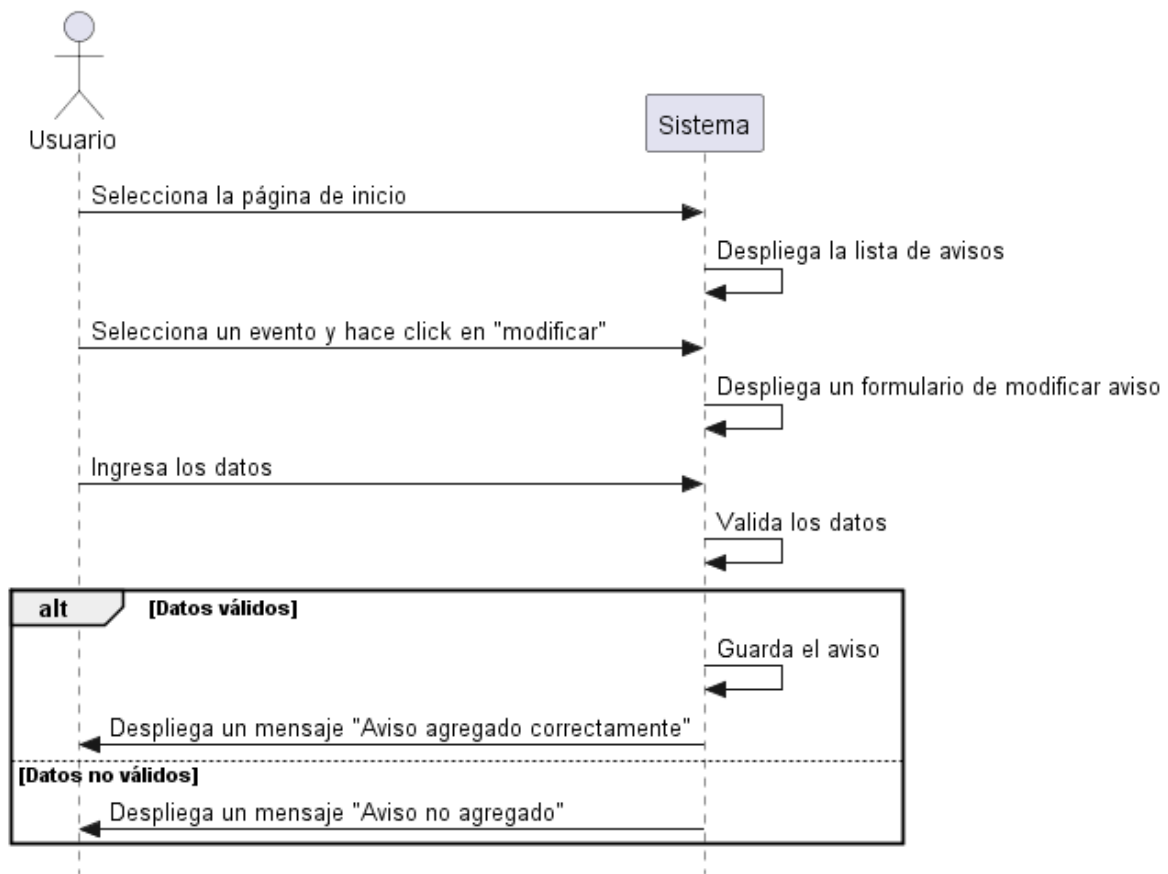 Usuario
Sistema
Selecciona la página de inicio
Despliega la lista de avisos
Selecciona un evento y hace click en "modificar"
Despliega un formulario de modificar aviso
Ingresa los datos
Valida los datos
alt [Datos válidos]
Guarda el aviso
Despliega un mensaje "Aviso agregado correctamente"
[Datos no válidos]
Despliega un mensaje "Aviso no agregado"